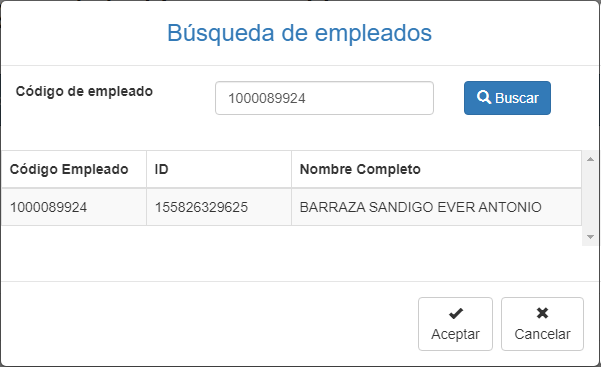 Búsqueda de empleados
Código de empleado 1000089924 Buscar
Código Empleado ID Nombre Completo
1000089924 155826329625 BARRAZA SANDIGO EVER ANTONIO
Aceptar Cancelar